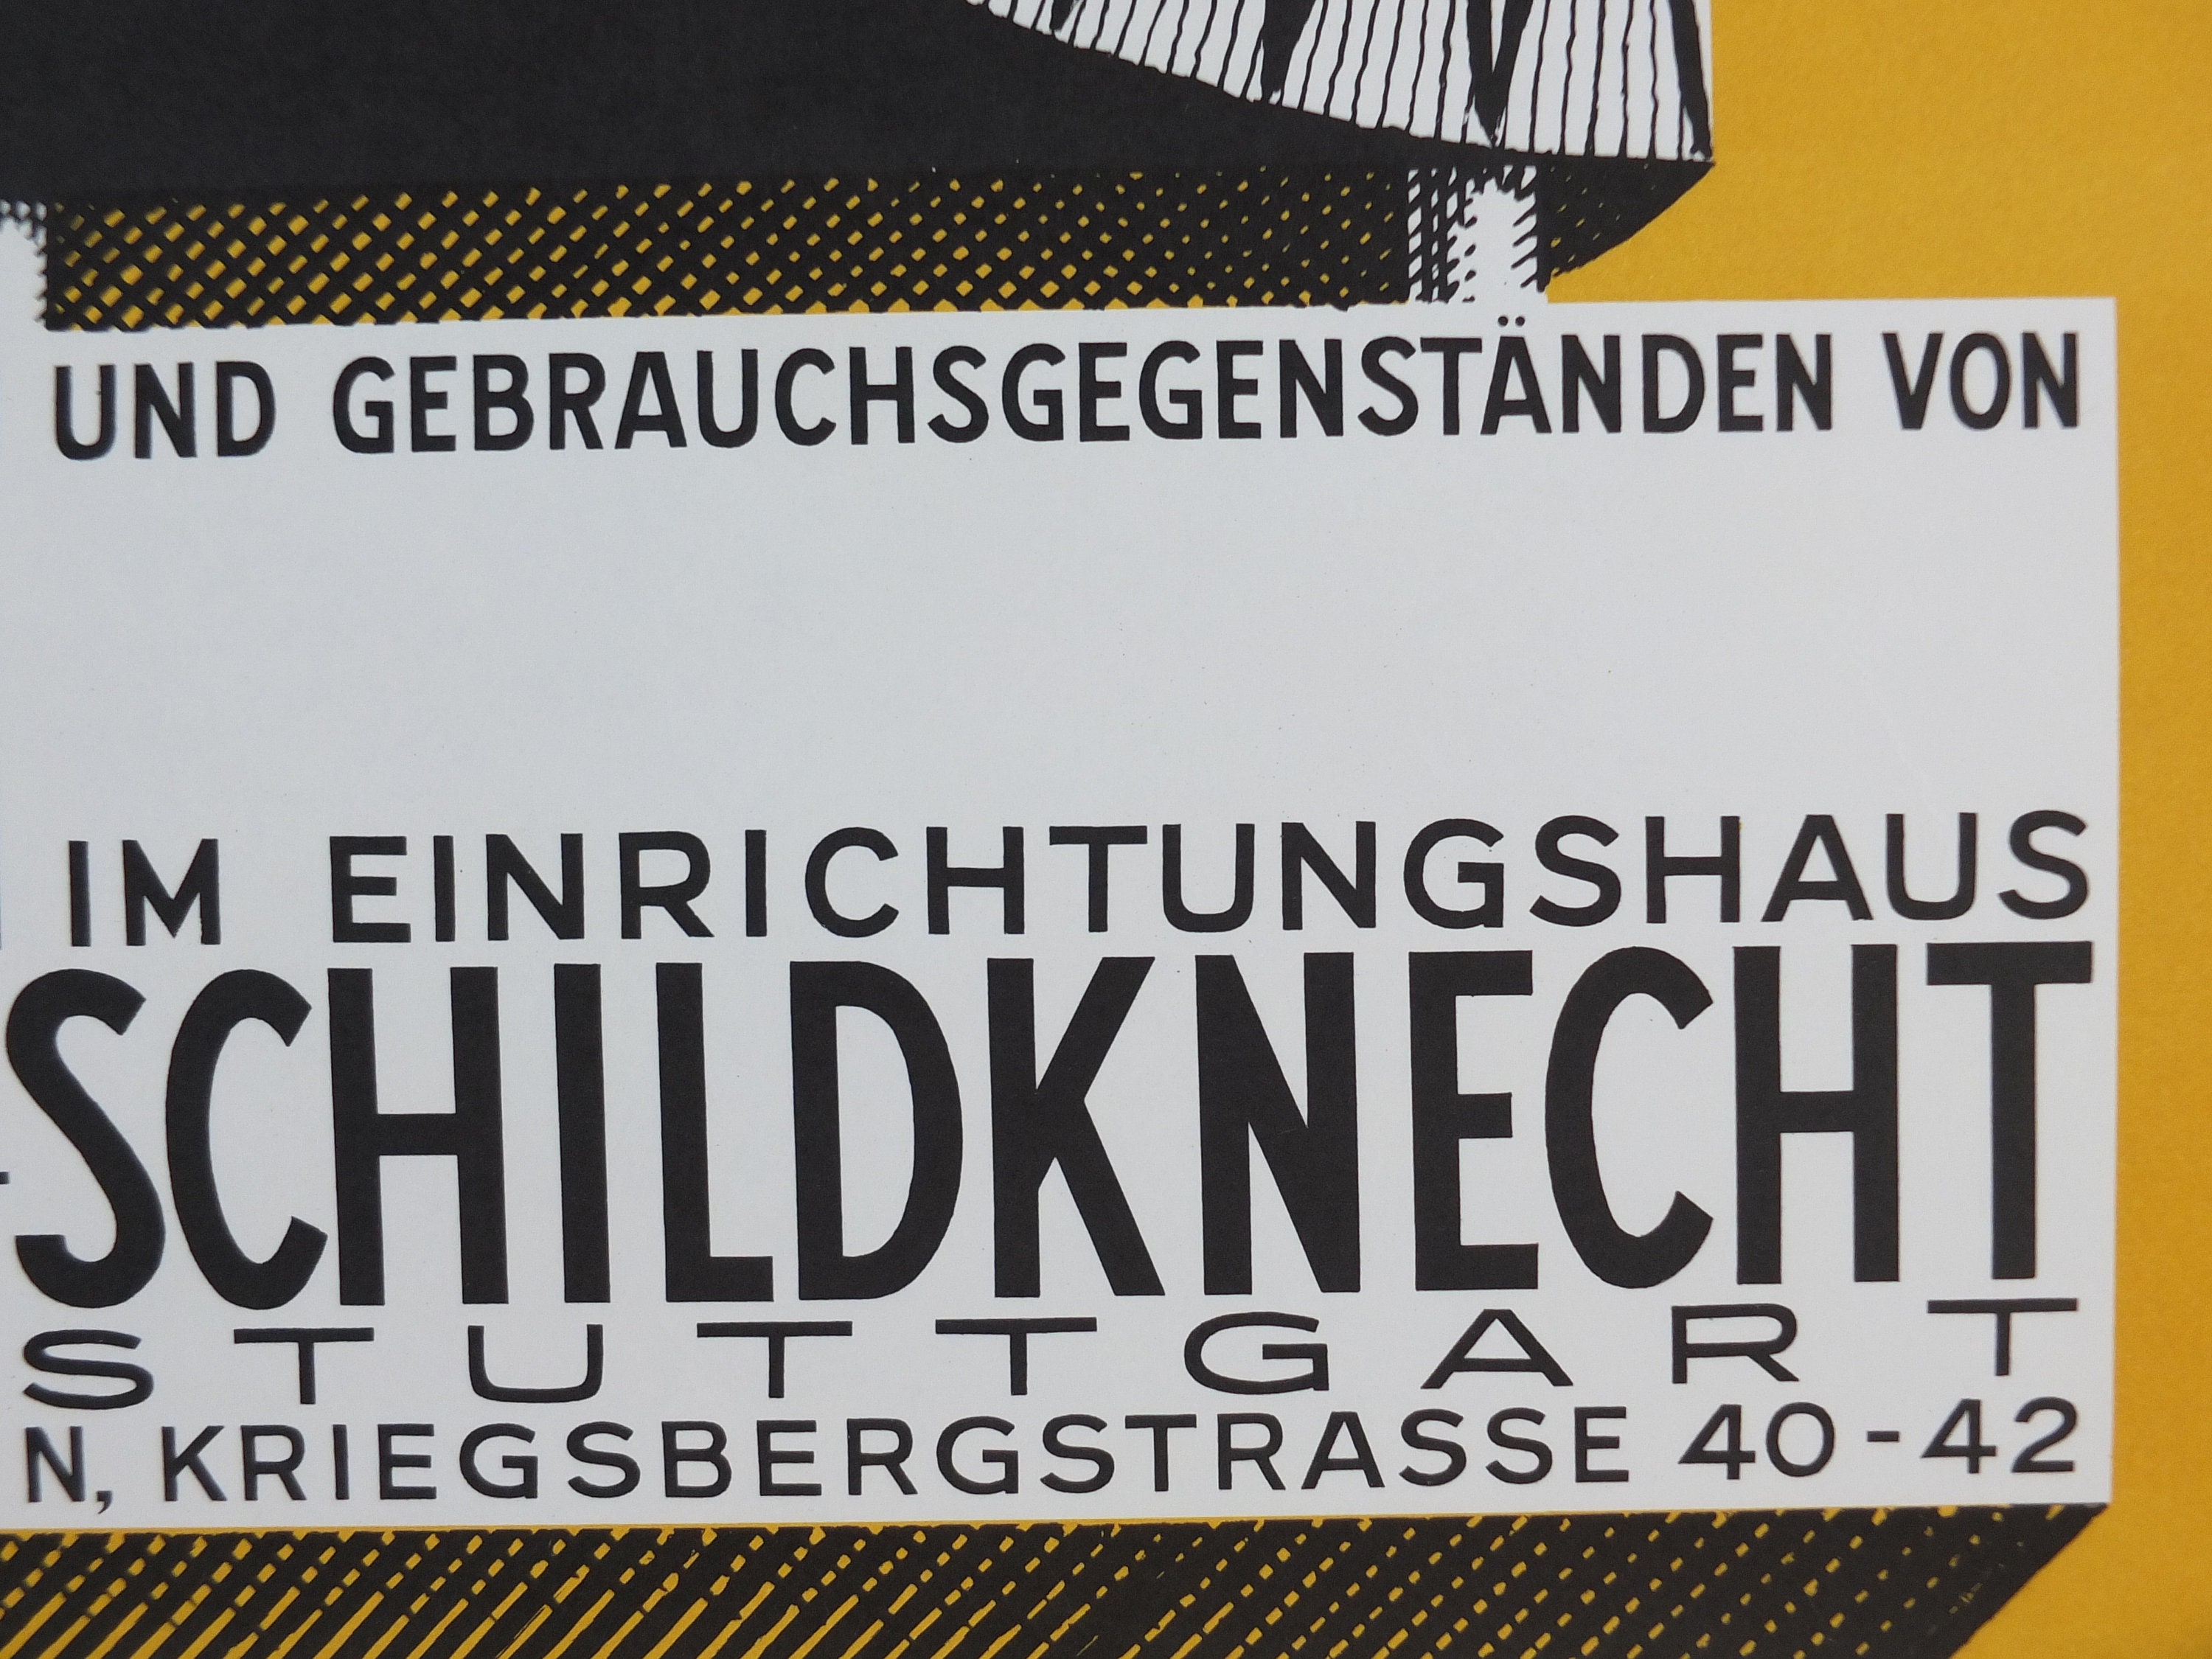 UND GEBRAUCHSGEGENSTÄNDEN VON
IM EINRICHTUNGSHAUS
-SCHILDKNECHT
STUTTGART
N, KRIEGSBERGSTRASSE 40-42